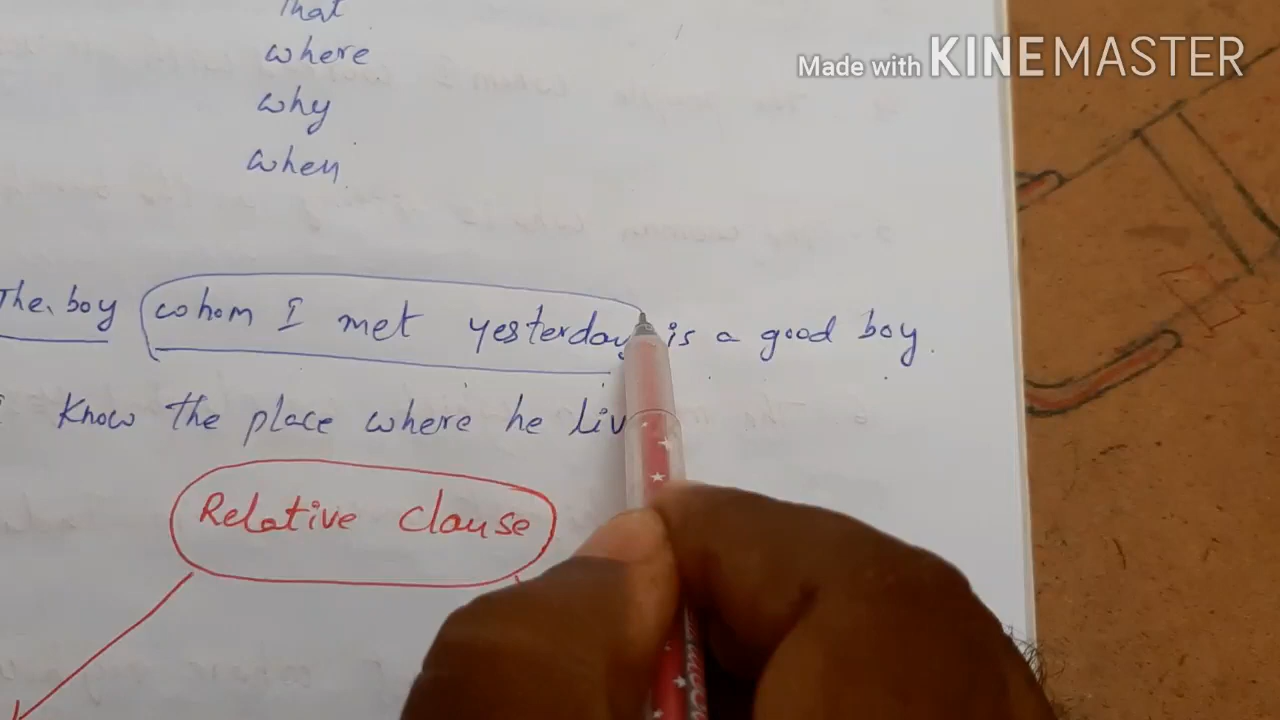 That
Made with KINEMASTER
where
why
when
The boy whom I met yesterday is a good boy.
know the place where he liv
Relative Clause